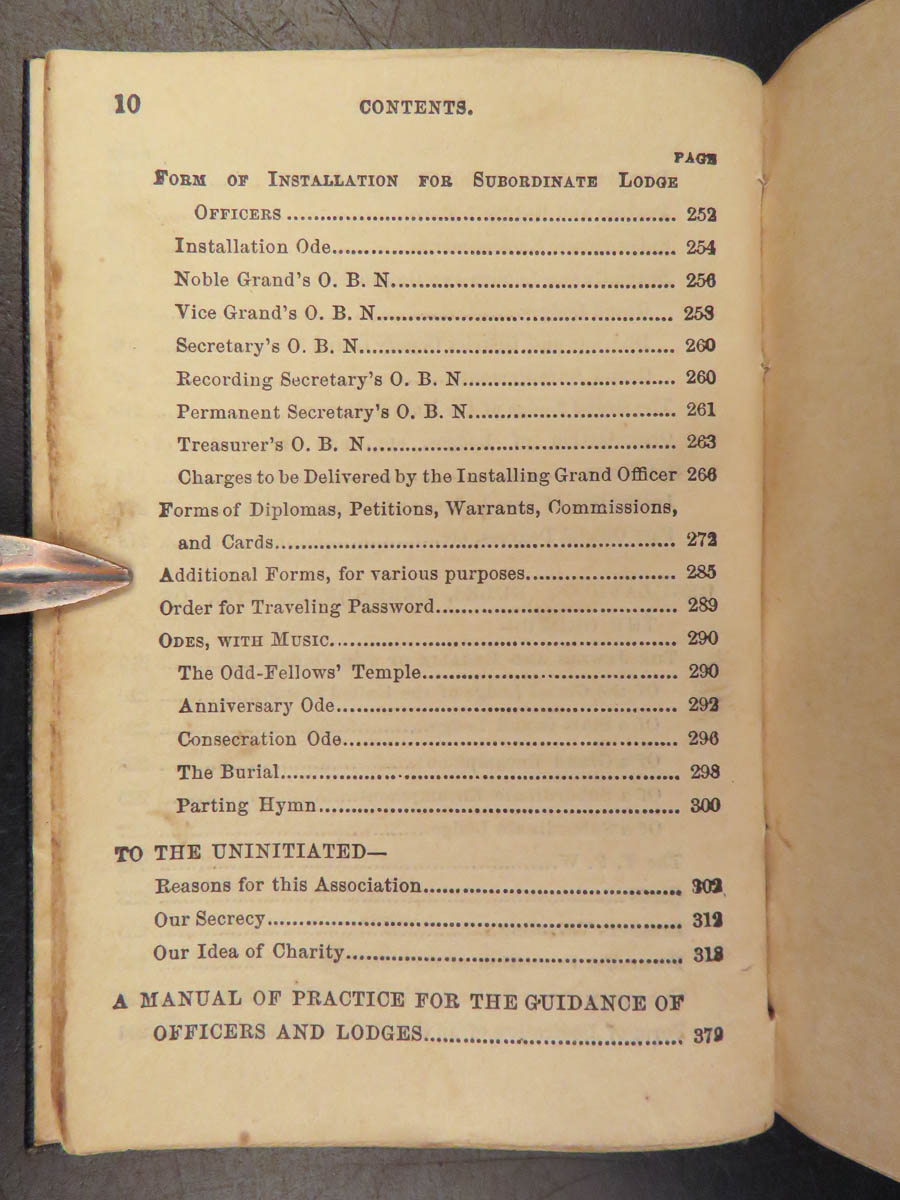 10 CONTENTS.
PAGE
FORM OF INSTALLATION FOR SUBORDINATE LODGE
OFFICERS........................................ 252
Installation Ode........................................ 254
Noble Grand's O. B. N........................................ 256
Vice Grand's O. B. N........................................ 258
Secretary's O. B. N........................................ 260
Recording Secretary's O. B. N........................................ 260
Permanent Secretary's O. B. N........................................ 261
Treasurer's O. B. N........................................ 263
Charges to be Delivered by the Installing Grand Officer 266
Forms of Diplomas, Petitions, Warrants, Commissions,
and Cards........................................ 272
Additional Forms, for various purposes........................ 285
Order for Traveling Password........................................ 289
ODES, WITH MUSIC........................................ 290
The Odd-Fellows' Temple........................................ 290
Anniversary Ode........................................ 292
Consecration Ode........................................ 296
The Burial........................................ 298
Parting Hymn........................................ 300
TO THE UNINITIATED—
Reasons for this Association........................................ 302
Our Secrecy........................................ 312
Our Idea of Charity........................................ 318
A MANUAL OF PRACTICE FOR THE GUIDANCE OF
OFFICERS AND LODGES........................................ 379